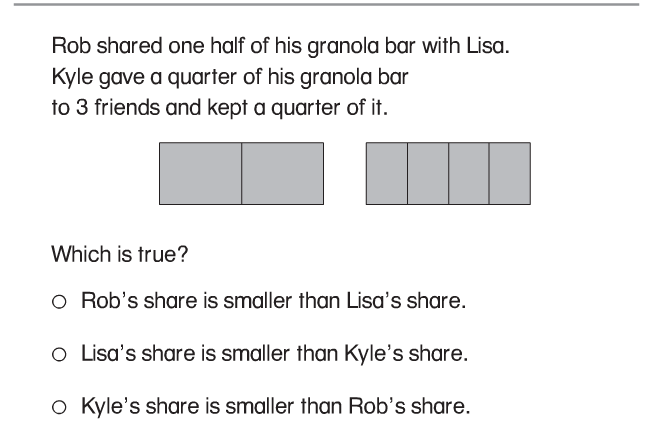 Rob shared one half of his granola bar with Lisa.
Kyle gave a quarter of his granola bar
to 3 friends and kept a quarter of it.
Which is true?
Rob's share is smaller than Lisa's share.
Lisa's share is smaller than Kyle's share.
Kyle's share is smaller than Rob's share.